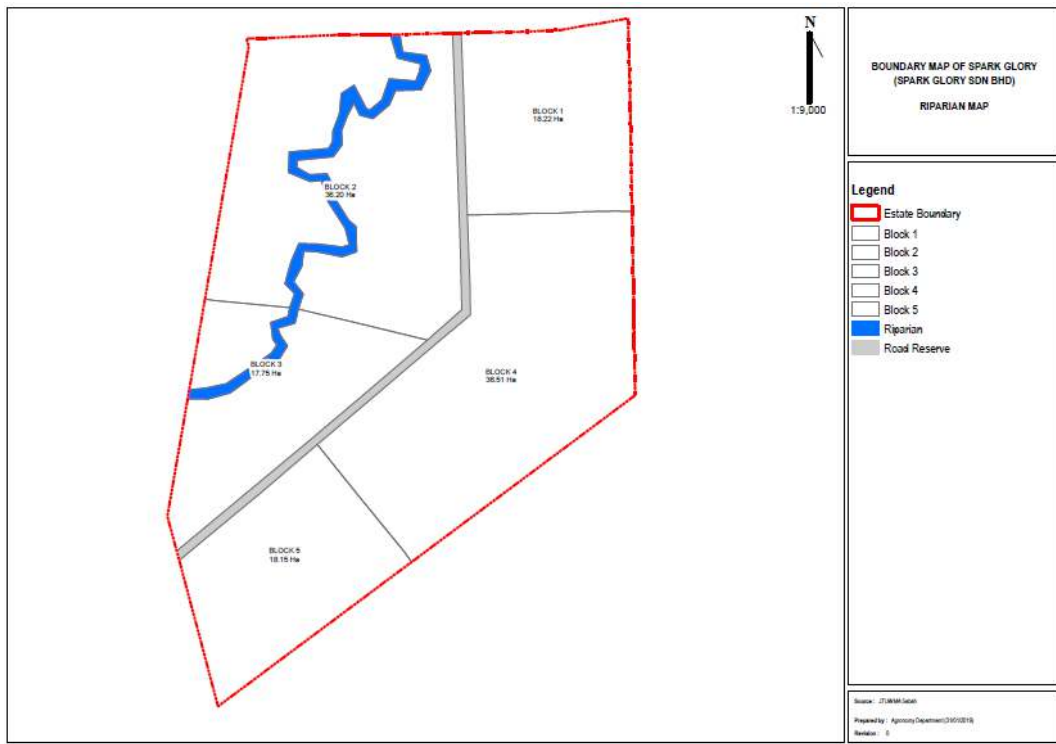 N
1:9,000
BLOCK 1
18.22 Ha
BLOCK 2
36.20 Ha
BLOCK 3
17.75 Ha
BLOCK 4
36.51 Ha
BLOCK 5
18.15 Ha
BOUNDARY MAP OF SPARK GLORY
(SPARK GLORY SDN BHD)
RIPARIAN MAP
Legend
Estate Boundary
Block 1
Block 2
Block 3
Block 4
Block 5
Riparian
Road Reserve
Source :
Prepared by : Agronomy Department
Revision : 0